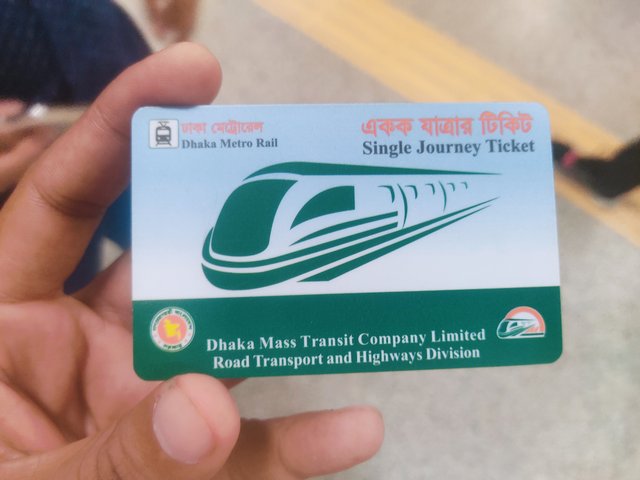 ঢাকা মেট্রোরেল
Dhaka Metro Rail
একক যাত্রার টিকিট
Single Journey Ticket
Dhaka Mass Transit Company Limited
Road Transport and Highways Division